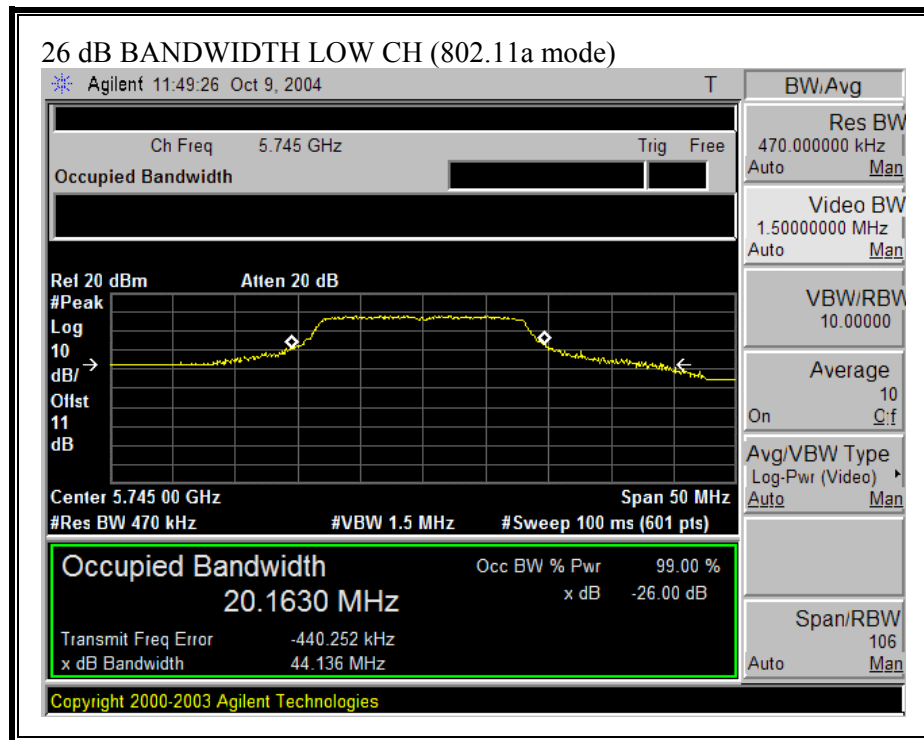 26 dB BANDWIDTH LOW CH (802.11a mode)
Agilent 11:49:26 Oct 9, 2004 T
BW/Avg
Ch Freq 5.745 GHz Trig Free
Occupied Bandwidth
Res BW
470.000000 kHz
Auto Man
Video BW
1.50000000 MHz
Auto Man
VBW/RBW
10.00000
Average
10
On Off
Avg/VBW Type
Log-Pwr (Video)
Auto Man
Span/RBW
106
Auto Man
Ref 20 dBm Atten 20 dB
#Peak
Log
10
dB/
Offst
11
dB
Center 5.745 00 GHz Span 50 MHz
#Res BW 470 kHz #VBW 1.5 MHz #Sweep 100 ms (601 pts)
Occupied Bandwidth
20.1630 MHz
Occ BW % Pwr 99.00 %
x dB -26.00 dB
Transmit Freq Error -440.252 kHz
x dB Bandwidth 44.136 MHz
Copyright 2000-2003 Agilent Technologies